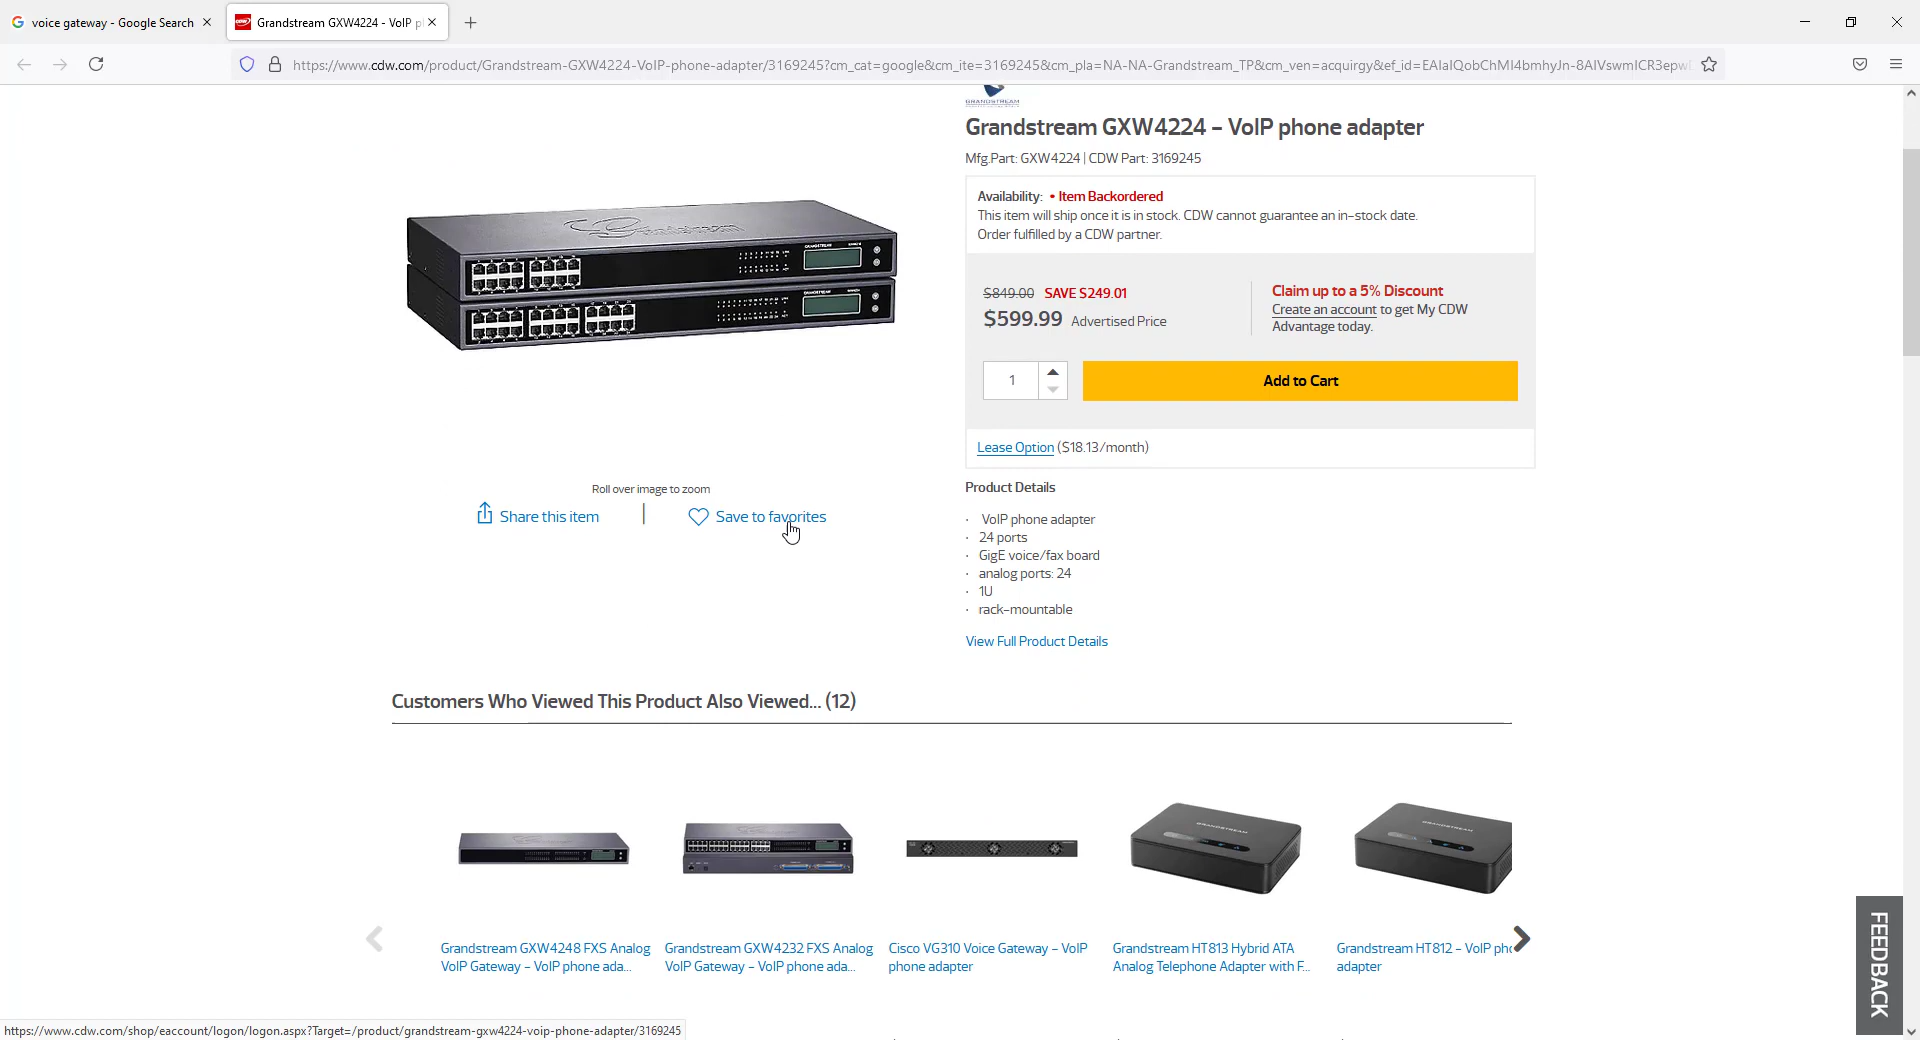 voice gateway - Google Search
Grandstream GXW4224 - VoIP p
https://www.cdw.com/product/Grandstream-GXW4224-VoIP-phone-adapter/3169245?cm_cat=google&cm_ite=3169245&cm_pla=NA-NA-Grandstream_TP&cm_ven=acquirgy&ef_id=EAIaIQobChMI4bmhyJn-8AIVswmICR3epw
GRANDSTREAM
Grandstream GXW4224 - VoIP phone adapter
Mfg.Part: GXW4224 | CDW Part: 3169245
Availability: • Item Backordered
This item will ship once it is in stock. CDW cannot guarantee an in-stock date.
Order fulfilled by a CDW partner.
$849.00 SAVE $249.01
$599.99 Advertised Price
Claim up to a 5% Discount
Create an account to get My CDW
Advantage today.
1
Add to Cart
Lease Option ($18.13/month)
Roll over image to zoom
Share this item | Save to favorites
Product Details
· VoIP phone adapter
· 24 ports
· GigE voice/fax board
· analog ports: 24
· 1U
· rack-mountable
View Full Product Details
Customers Who Viewed This Product Also Viewed... (12)
Grandstream GXW4248 FXS Analog
VoIP Gateway - VoIP phone ada...
Grandstream GXW4232 FXS Analog
VoIP Gateway - VoIP phone ada...
Cisco VG310 Voice Gateway - VoIP
phone adapter
Grandstream HT813 Hybrid ATA
Analog Telephone Adapter with F...
Grandstream HT812 - VoIP pho
adapter
FEEDBACK
https://www.cdw.com/shop/eaccount/logon/logon.aspx?Target=/product/grandstream-gxw4224-voip-phone-adapter/3169245